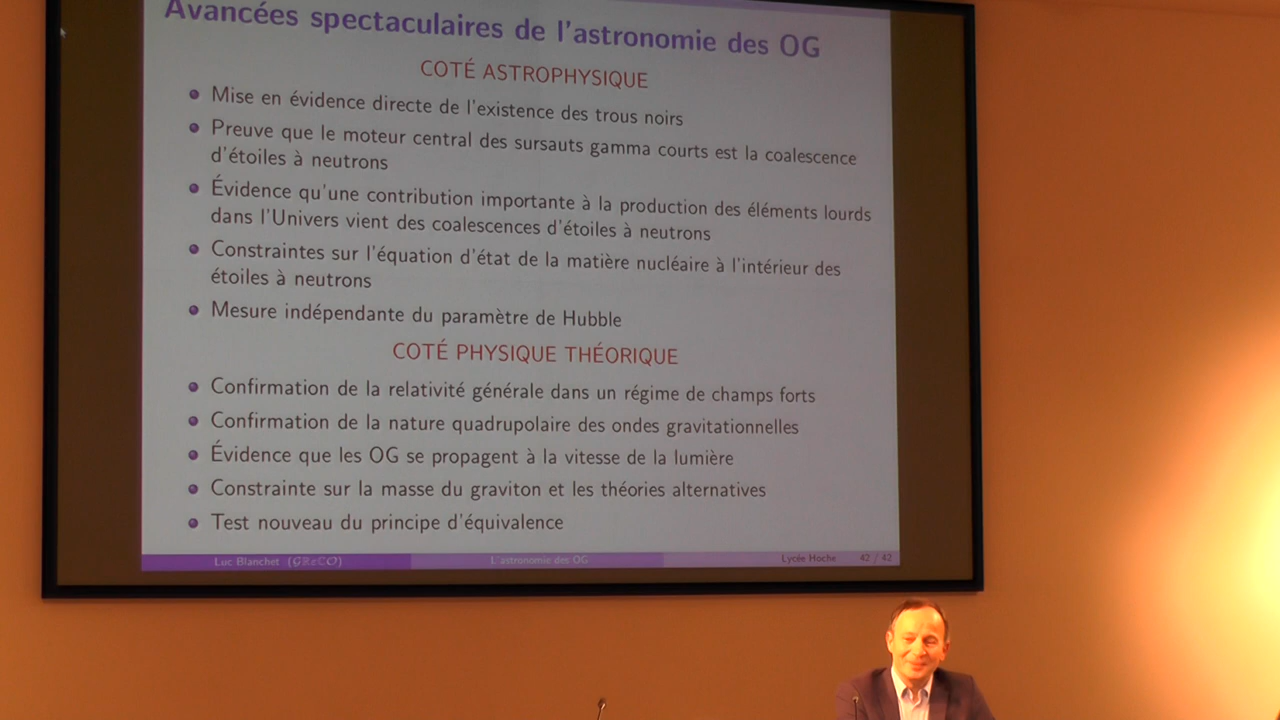 Avancées spectaculaires de l'astronomie des OG
COTÉ ASTROPHYSIQUE
Mise en évidence directe de l'existence des trous noirs
Preuve que le moteur central des sursauts gamma courts est la coalescence
d'étoiles à neutrons
Évidence qu'une contribution importante à la production des éléments lourds
dans l'Univers vient des coalescences d'étoiles à neutrons
Constraintes sur l'équation d'état de la matière nucléaire à l'intérieur des
étoiles à neutrons
Mesure indépendante du paramètre de Hubble
COTÉ PHYSIQUE THÉORIQUE
Confirmation de la relativité générale dans un régime de champs forts
Confirmation de la nature quadrupolaire des ondes gravitationnelles
Évidence que les OG se propagent à la vitesse de la lumière
Constrainte sur la masse du graviton et les théories alternatives
Test nouveau du principe d'équivalence
Luc Blanchet (GReCO) L'astronomie des OG Lycée Hoche 42 / 42